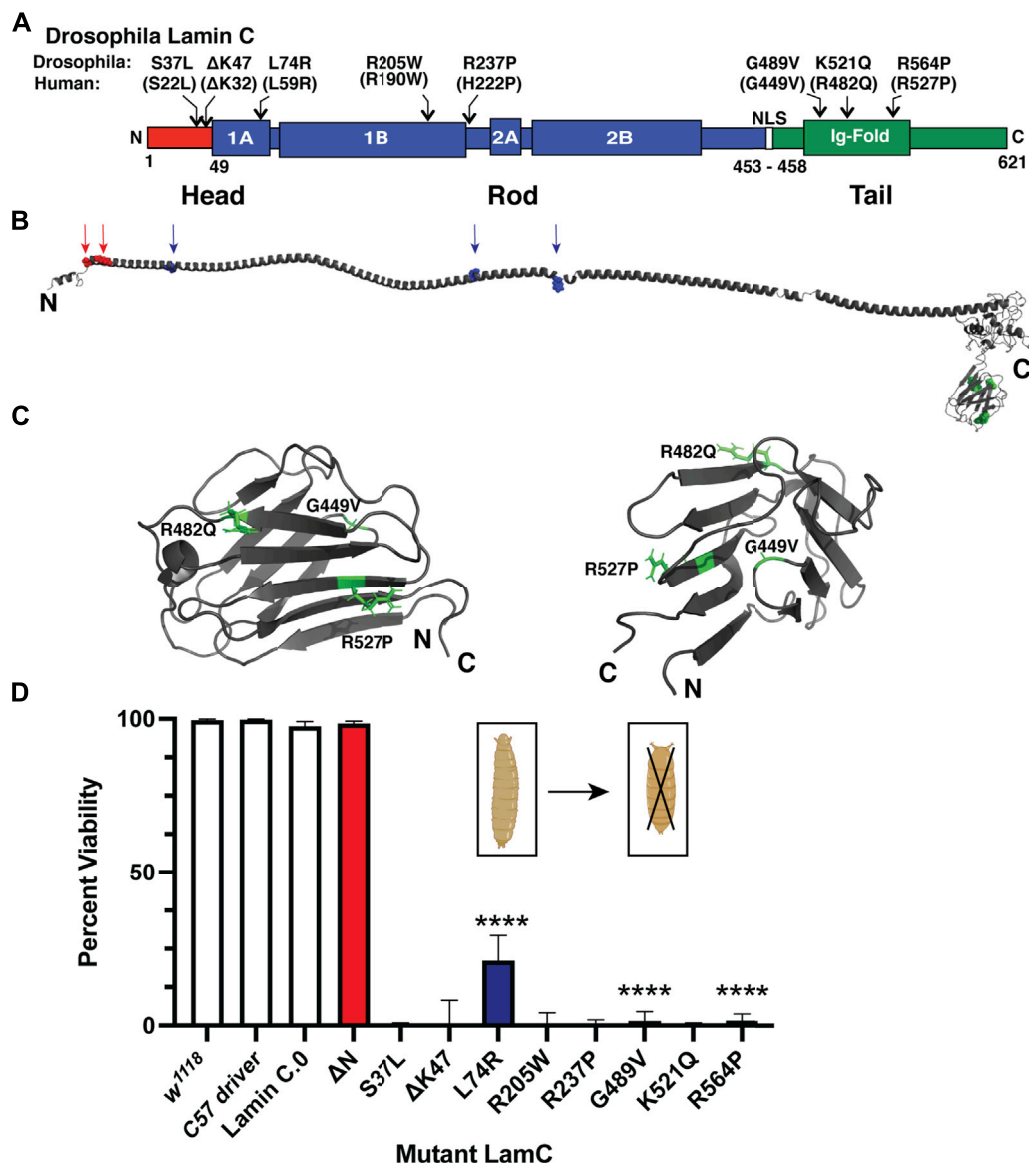 A
Drosophila Lamin C
Drosophila: S37L ΔK47 L74R R205W R237P G489V K521Q R564P
Human: (S22L) (ΔK32) (L59R) (R190W) (H222P) (G449V) (R482Q) (R527P)
NLS
N 1A 1B 2A 2B Ig-Fold C
1 49 453 - 458 621
Head Rod Tail
B
N
C
C
R482Q G449V R527P N C
R482Q R527P G449V C N
D
Percent Viability
100
50
0
**** **** ****
w1118 C57 driver Lamin C.0 ΔN S37L ΔK47 L74R R205W R237P G489V K521Q R564P
Mutant LamC